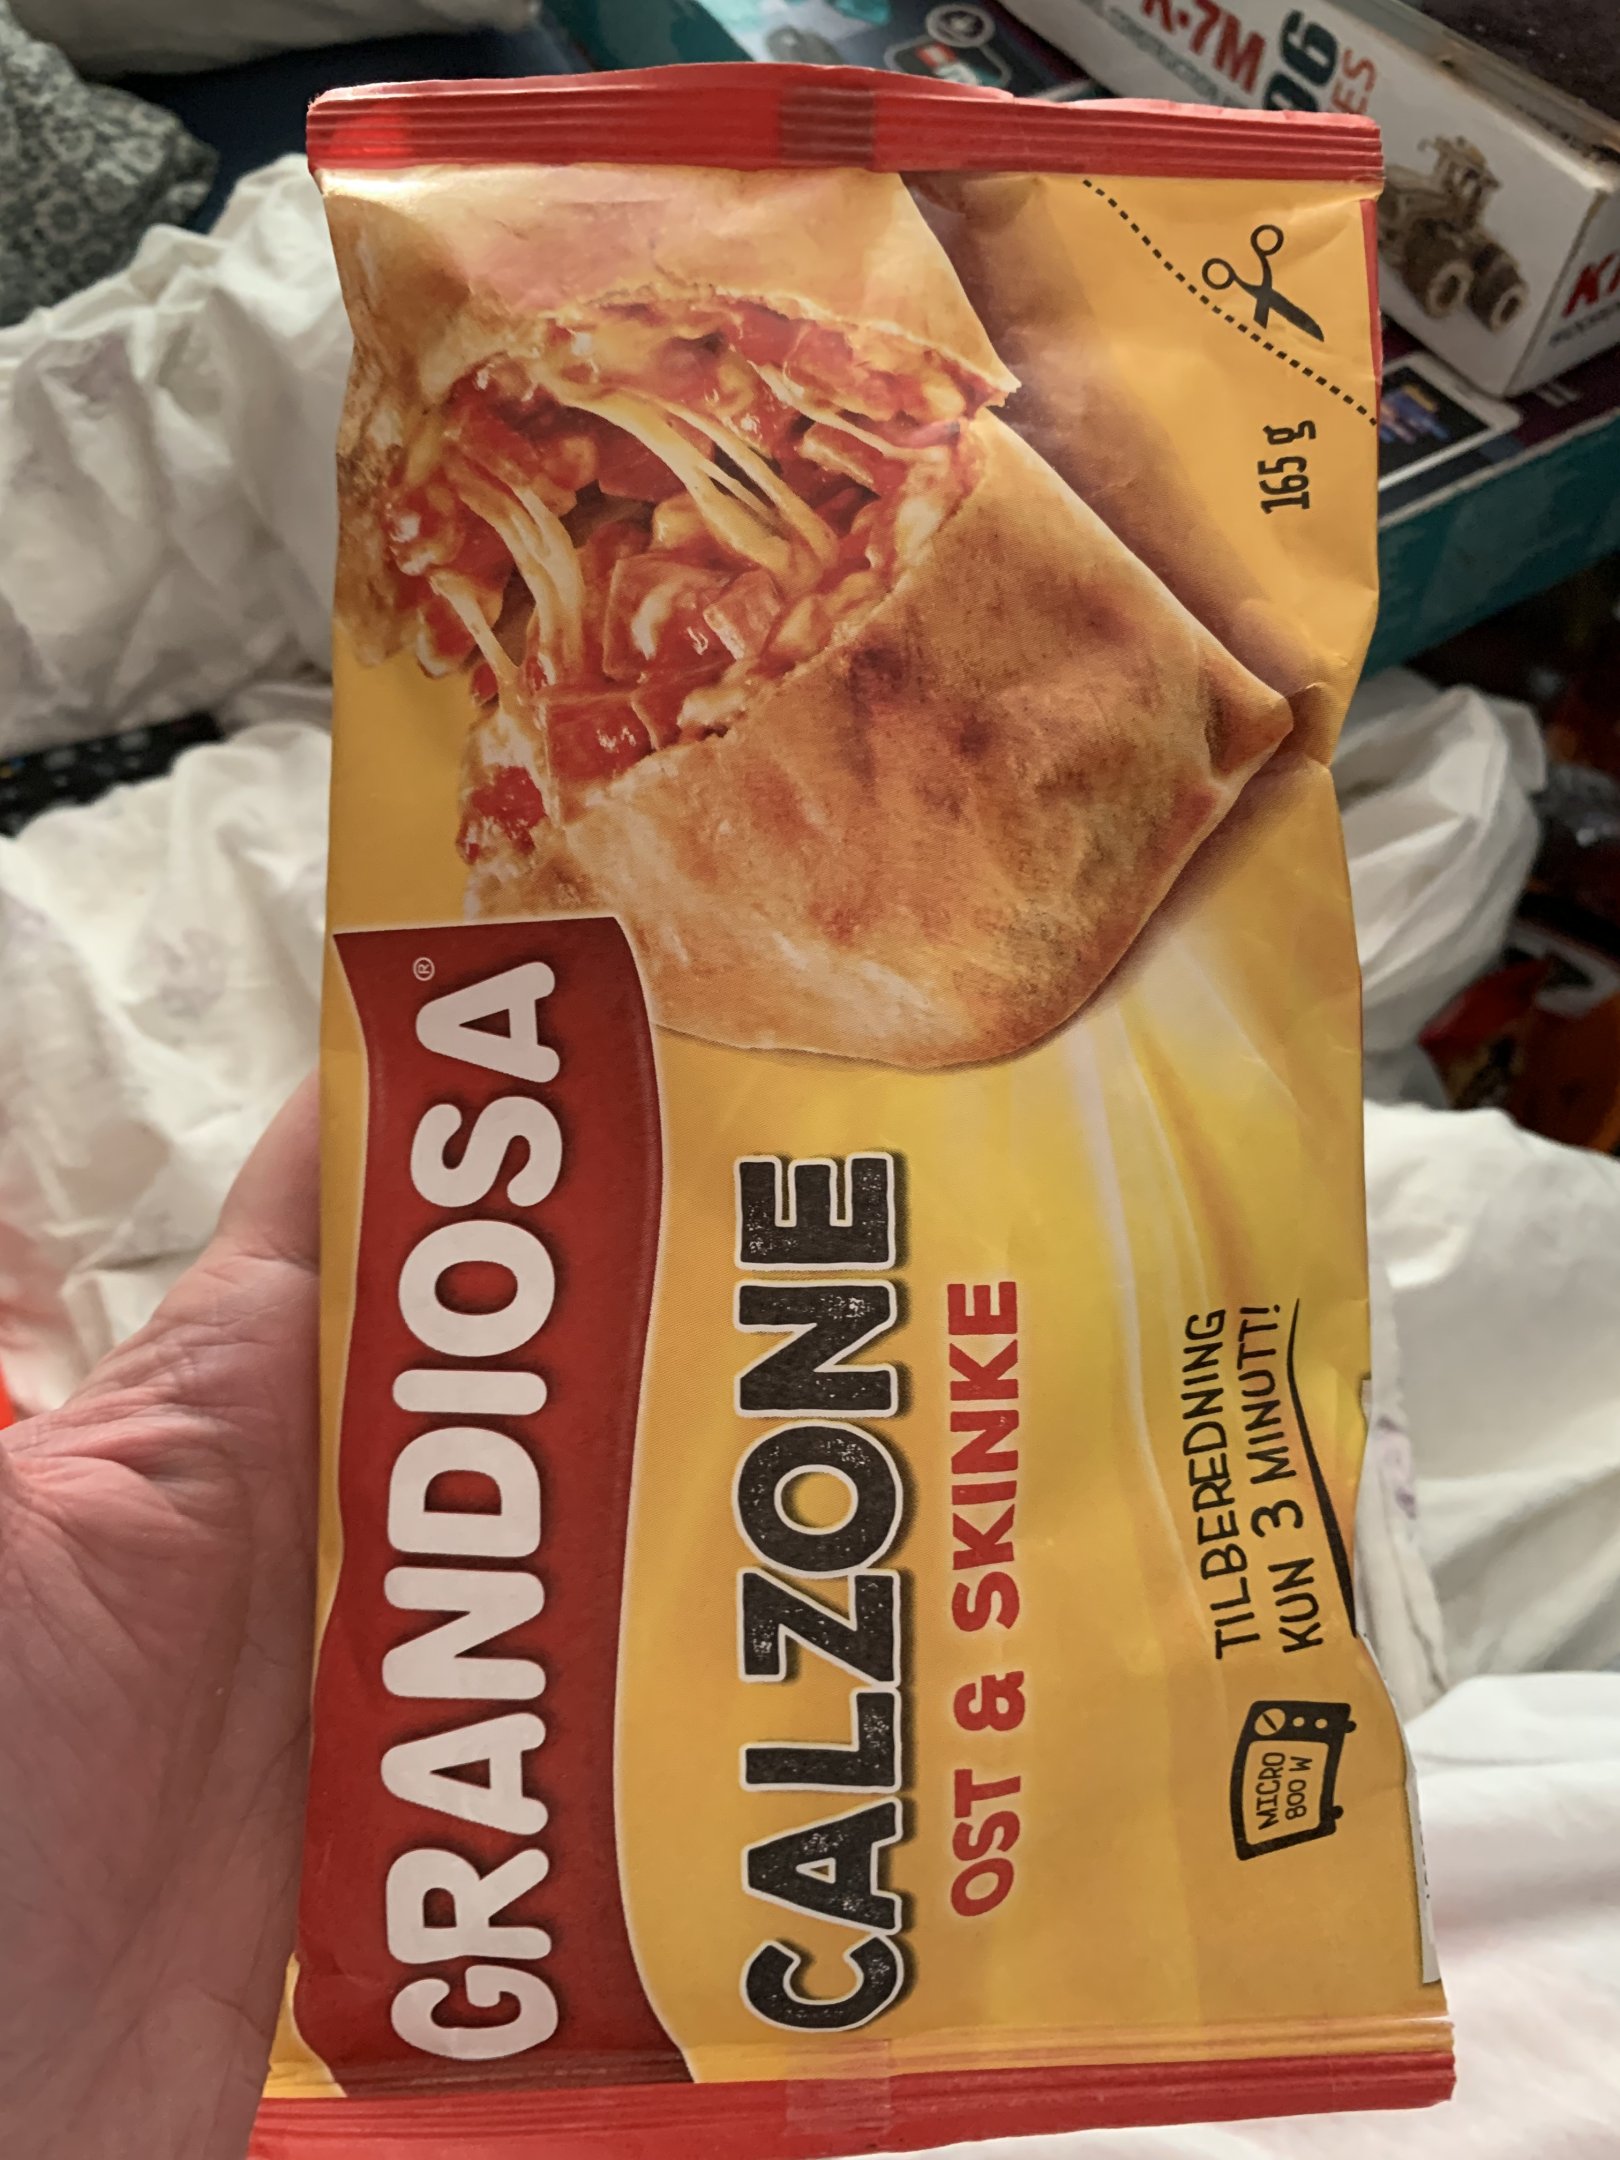 GRANDIOSA®
CALZONE
OST & SKINKE
TILBEREDNING
KUN 3 MINUTT!
MICRO
800 W
165 g